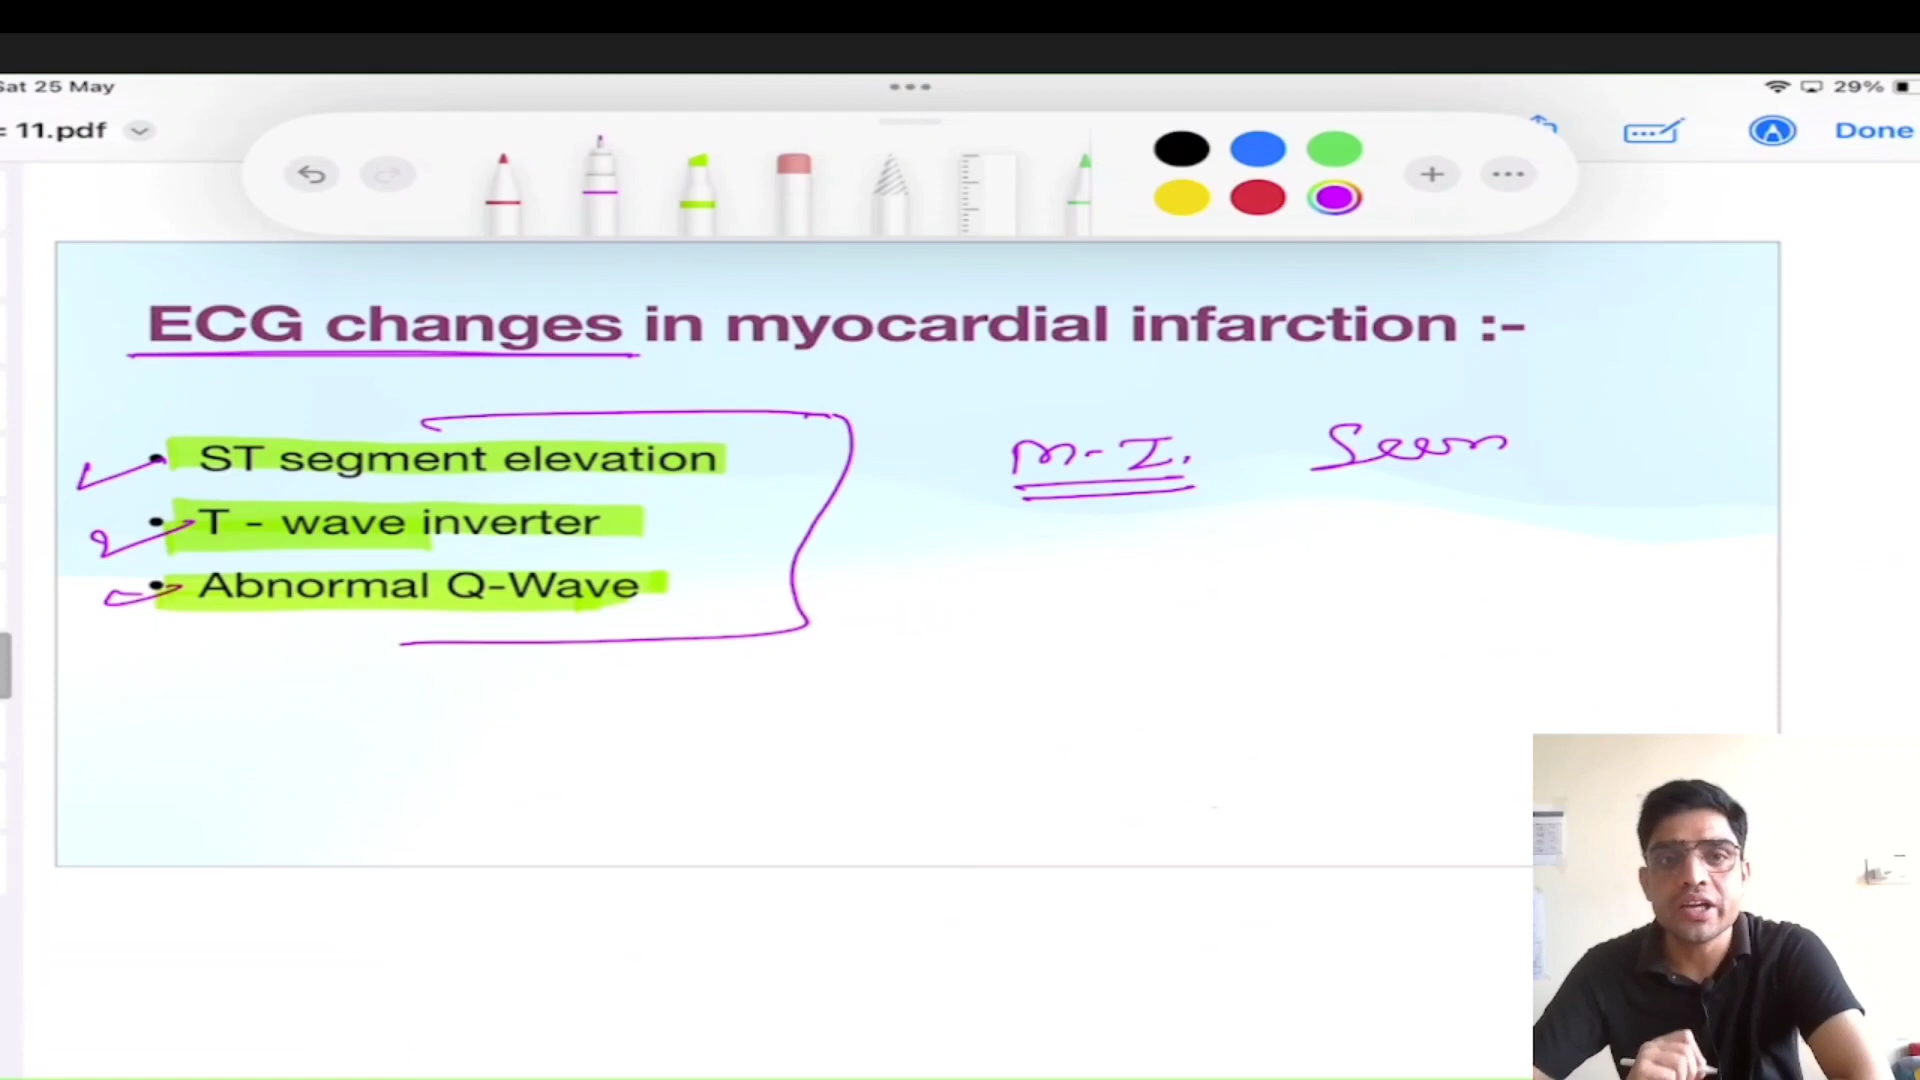 Sat 25 May
29%
= 11.pdf
Done
ECG changes in myocardial infarction :-
• ST segment elevation
• T - wave inverter
• Abnormal Q-Wave
M.I. Seen